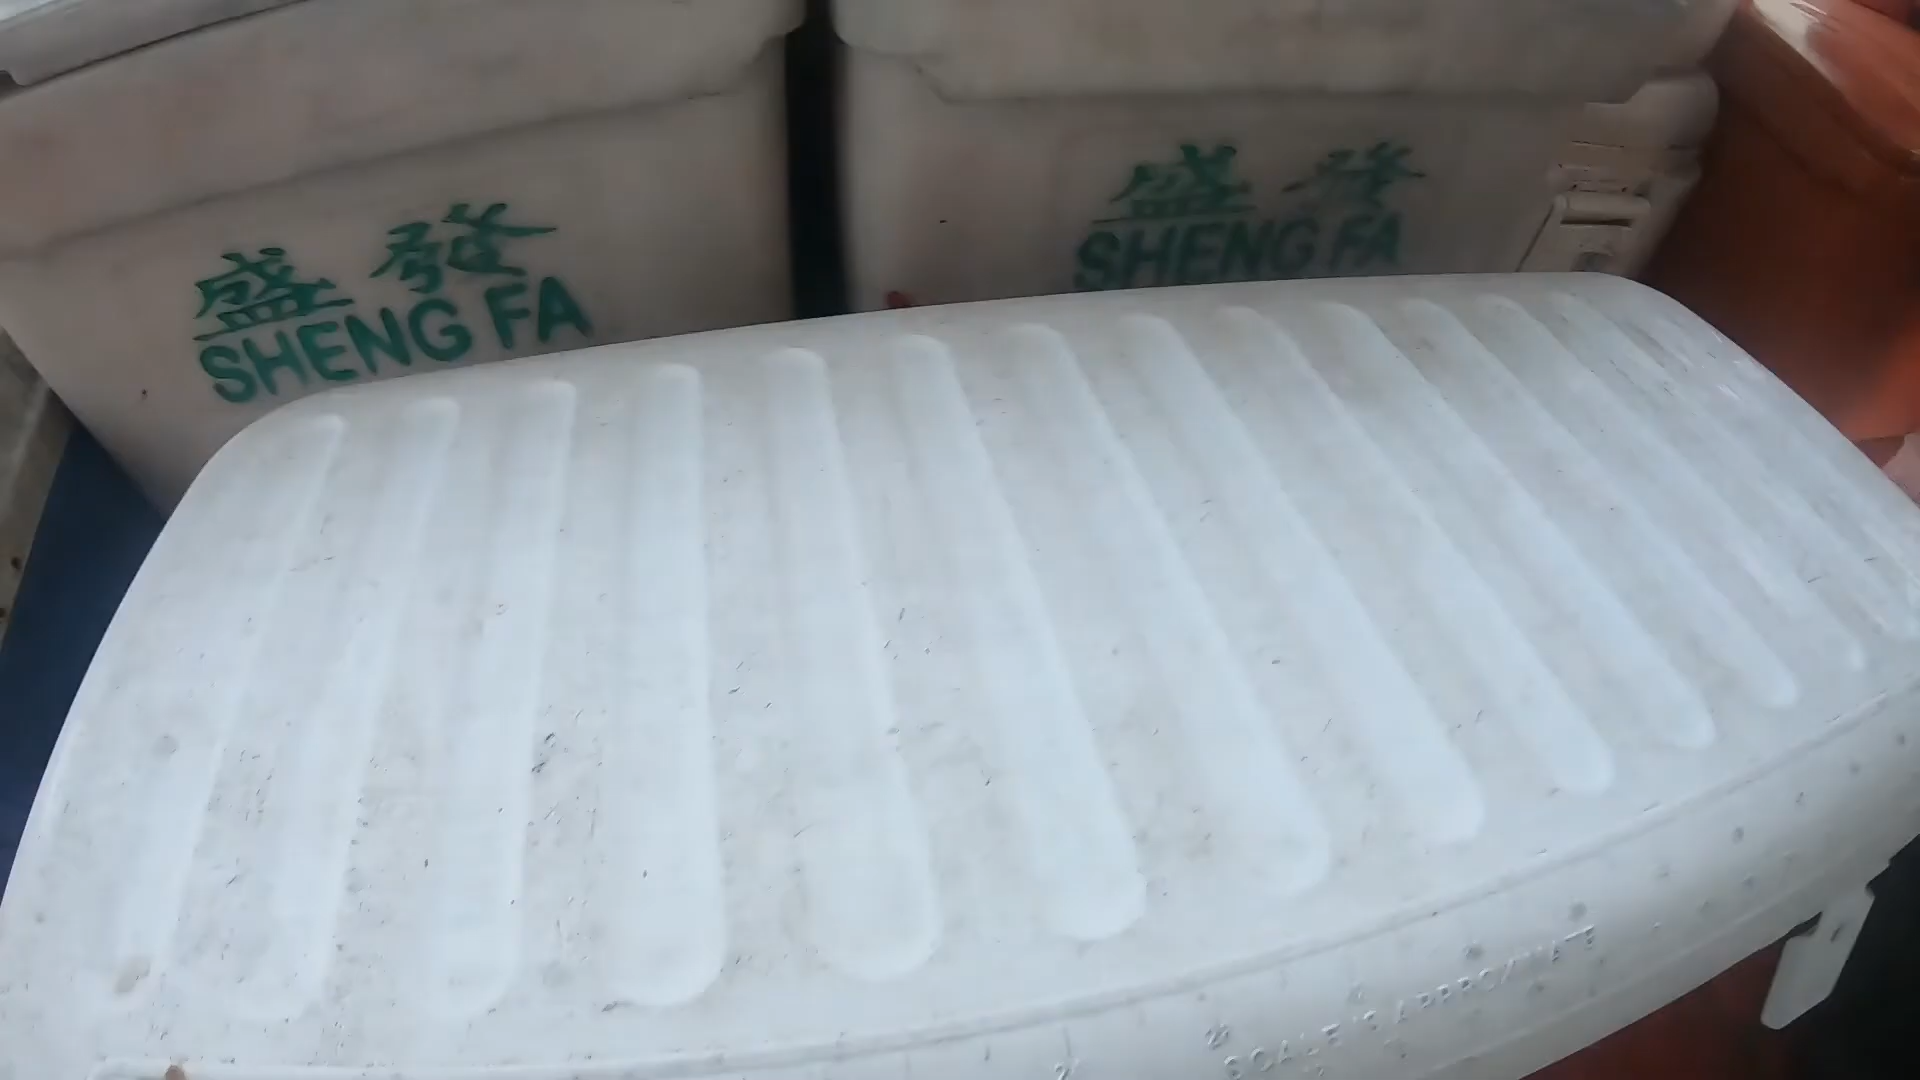 盛發
SHENG FA
盛發
SHENG FA
SCALE IS APPROXIMATE